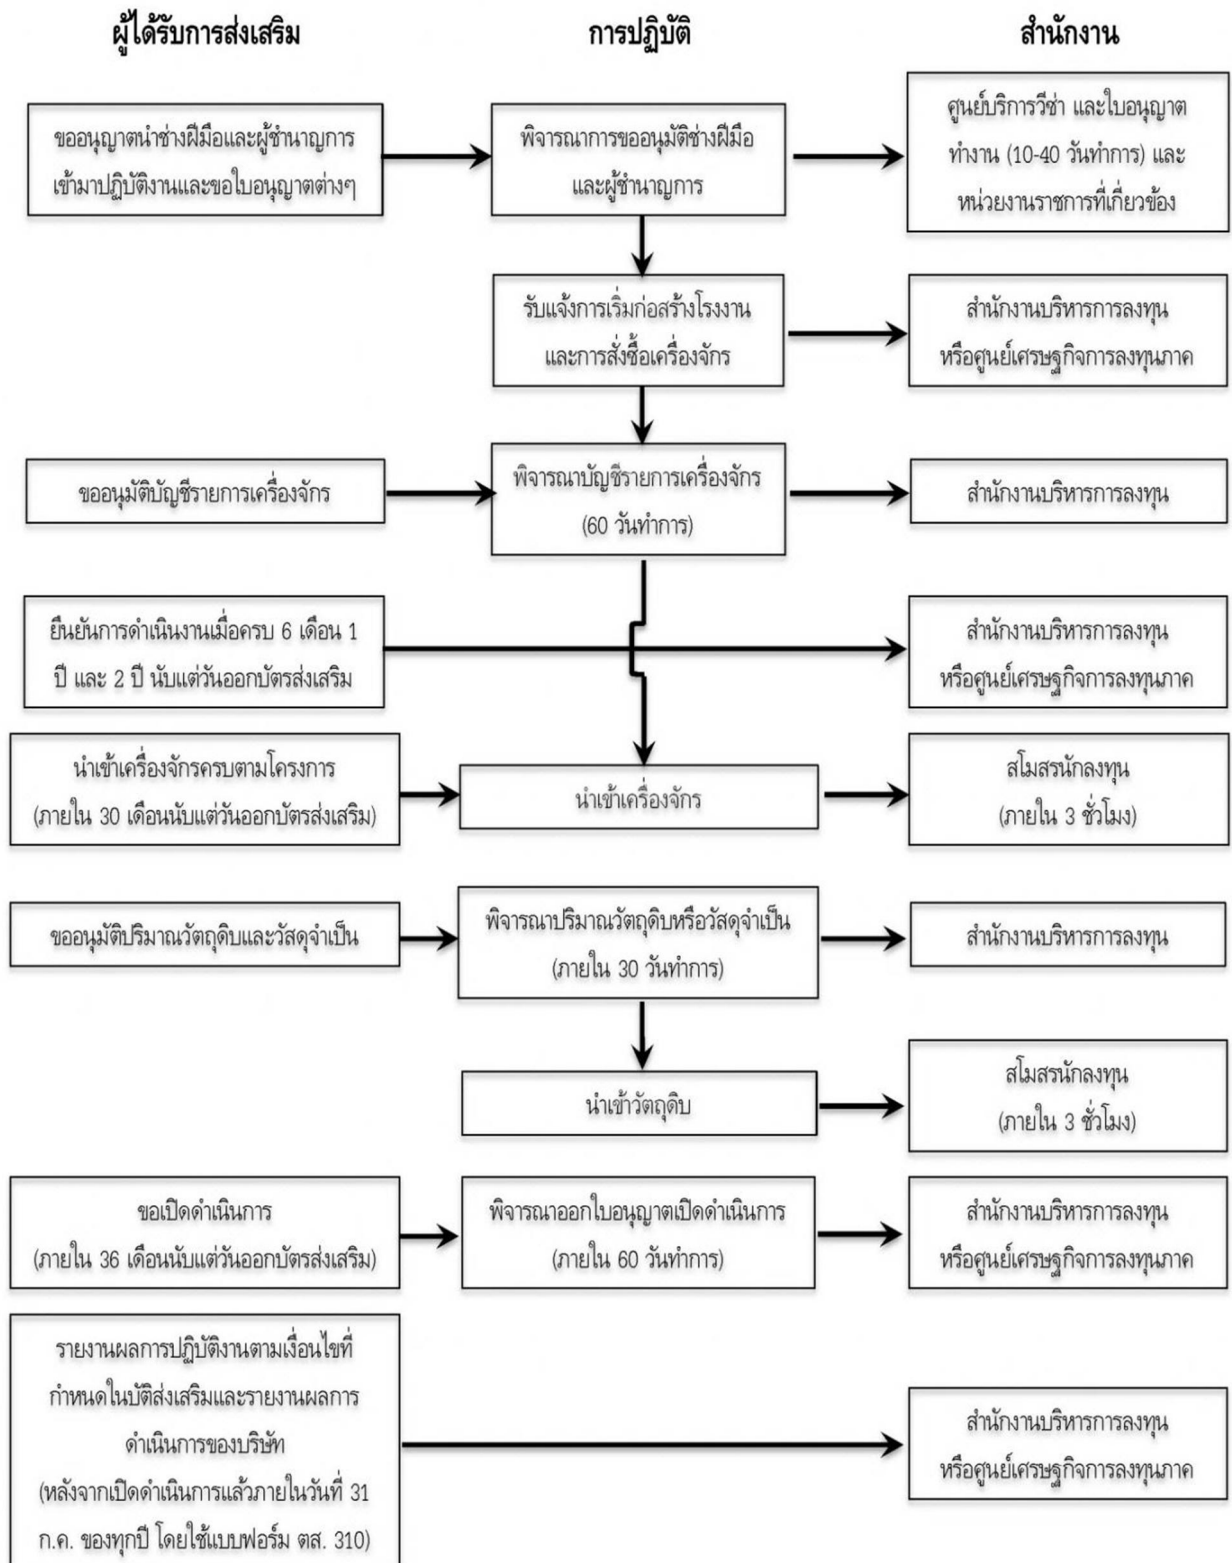 ผู้ได้รับการส่งเสริม
การปฏิบัติ
สำนักงาน
ขออนุญาตนำช่างฝีมือและผู้ชำนาญการ
เข้ามาปฏิบัติงานและขอใบอนุญาตต่างๆ
พิจารณาการขออนุมัติช่างฝีมือ
และผู้ชำนาญการ
ศูนย์บริการวีซ่า และใบอนุญาต
ทำงาน (10-40 วันทำการ) และ
หน่วยงานราชการที่เกี่ยวข้อง
รับแจ้งการเริ่มก่อสร้างโรงงาน
และการสั่งซื้อเครื่องจักร
สำนักงานบริหารการลงทุน
หรือศูนย์เศรษฐกิจการลงทุนภาค
ขออนุมัติบัญชีรายการเครื่องจักร
พิจารณาบัญชีรายการเครื่องจักร
(60 วันทำการ)
สำนักงานบริหารการลงทุน
ยืนยันการดำเนินงานเมื่อครบ 6 เดือน 1
ปี และ 2 ปี นับแต่วันออกบัตรส่งเสริม
สำนักงานบริหารการลงทุน
หรือศูนย์เศรษฐกิจการลงทุนภาค
นำเข้าเครื่องจักรครบตามโครงการ
(ภายใน 30 เดือนนับแต่วันออกบัตรส่งเสริม)
นำเข้าเครื่องจักร
สโมสรนักลงทุน
(ภายใน 3 ชั่วโมง)
ขออนุมัติปริมาณวัตถุดิบและวัสดุจำเป็น
พิจารณาปริมาณวัตถุดิบหรือวัสดุจำเป็น
(ภายใน 30 วันทำการ)
สำนักงานบริหารการลงทุน
นำเข้าวัตถุดิบ
สโมสรนักลงทุน
(ภายใน 3 ชั่วโมง)
ขอเปิดดำเนินการ
(ภายใน 36 เดือนนับแต่วันออกบัตรส่งเสริม)
พิจารณาออกใบอนุญาตเปิดดำเนินการ
(ภายใน 60 วันทำการ)
สำนักงานบริหารการลงทุน
หรือศูนย์เศรษฐกิจการลงทุนภาค
รายงานผลการปฏิบัติงานตามเงื่อนไขที่
กำหนดในบัติส่งเสริมและรายงานผลการ
ดำเนินการของบริษัท
(หลังจากเปิดดำเนินการแล้วภายในวันที่ 31
ก.ค. ของทุกปี โดยใช้แบบฟอร์ม ตส. 310)
สำนักงานบริหารการลงทุน
หรือศูนย์เศรษฐกิจการลงทุนภาค